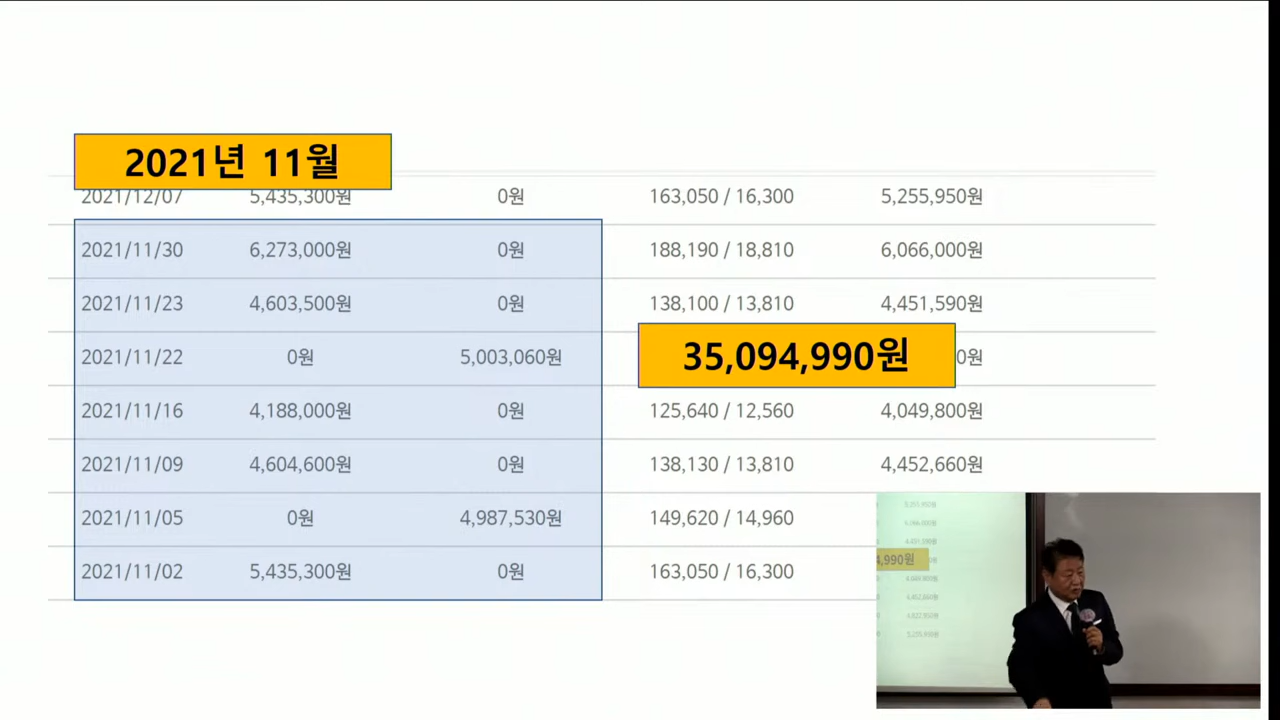 2021년 11월
2021/12/07 5,435,300원 0원 163,050 / 16,300 5,255,950원
2021/11/30 6,273,000원 0원 188,190 / 18,810 6,066,000원
2021/11/23 4,603,500원 0원 138,100 / 13,810 4,451,590원
2021/11/22 0원 5,003,060원 35,094,990원 0원
2021/11/16 4,188,000원 0원 125,640 / 12,560 4,049,800원
2021/11/09 4,604,600원 0원 138,130 / 13,810 4,452,660원
2021/11/05 0원 4,987,530원 149,620 / 14,960
2021/11/02 5,435,300원 0원 163,050 / 16,300
4,990원